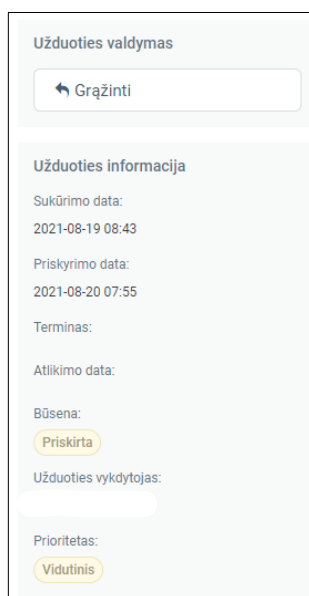 Užduoties valdymas
Grąžinti
Užduoties informacija
Sukūrimo data:
2021-08-19 08:43
Priskyrimo data:
2021-08-20 07:55
Terminas:
Atlikimo data:
Būsena:
Priskirta
Užduoties vykdytojas:
Prioritetas:
Vidutinis